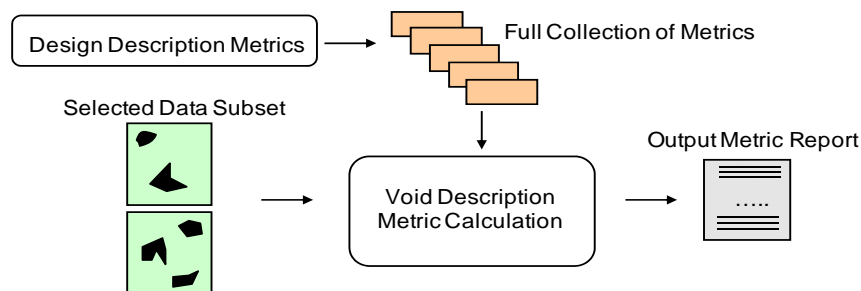 Design Description Metrics
Full Collection of Metrics
Selected Data Subset
Output Metric Report
Void Description
Metric Calculation
.....